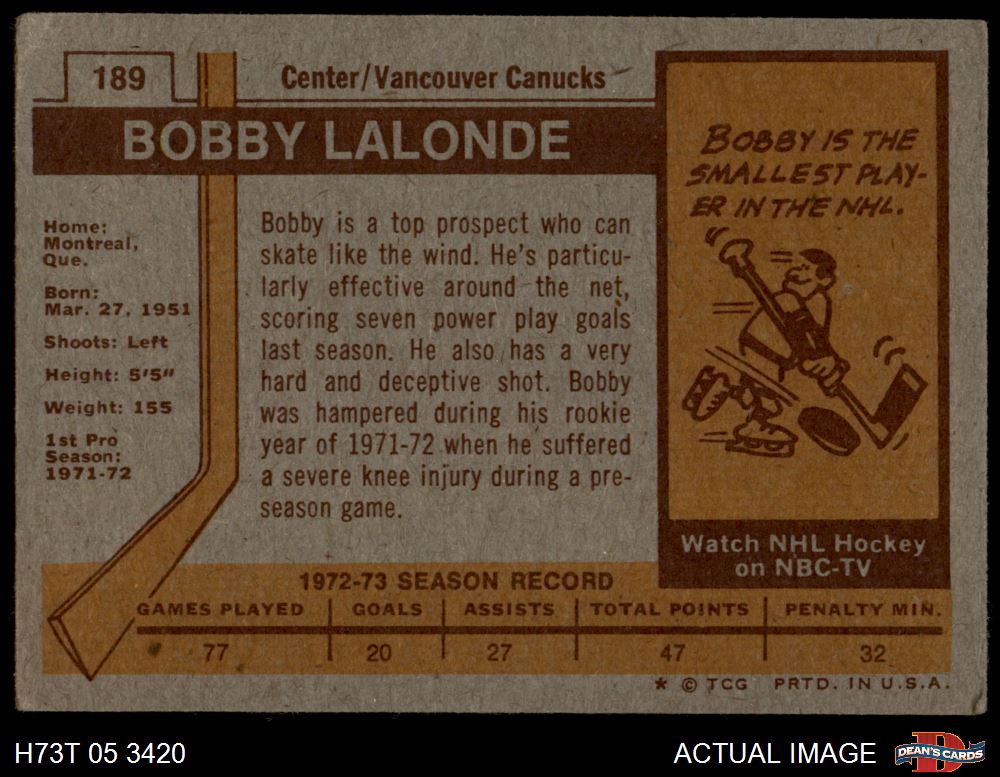 189
Center/Vancouver Canucks
BOBBY LALONDE
Home:
Montreal,
Que.
Born:
Mar. 27, 1951
Shoots: Left
Height: 5'5"
Weight: 155
1st Pro
Season:
1971-72
Bobby is a top prospect who can
skate like the wind. He's particu-
larly effective around the net,
scoring seven power play goals
last season. He also has a very
hard and deceptive shot. Bobby
was hampered during his rookie
year of 1971-72 when he suffered
a severe knee injury during a pre-
season game.
BOBBY IS THE
SMALLEST PLAY-
ER IN THE NHL.
Watch NHL Hockey
on NBC-TV
1972-73 SEASON RECORD
GAMES PLAYED GOALS ASSISTS TOTAL POINTS PENALTY MIN.
77 20 27 47 32
* © TCG PRTD. IN U.S.A.
H73T 05 3420
ACTUAL IMAGE
D
DEAN'S CARDS